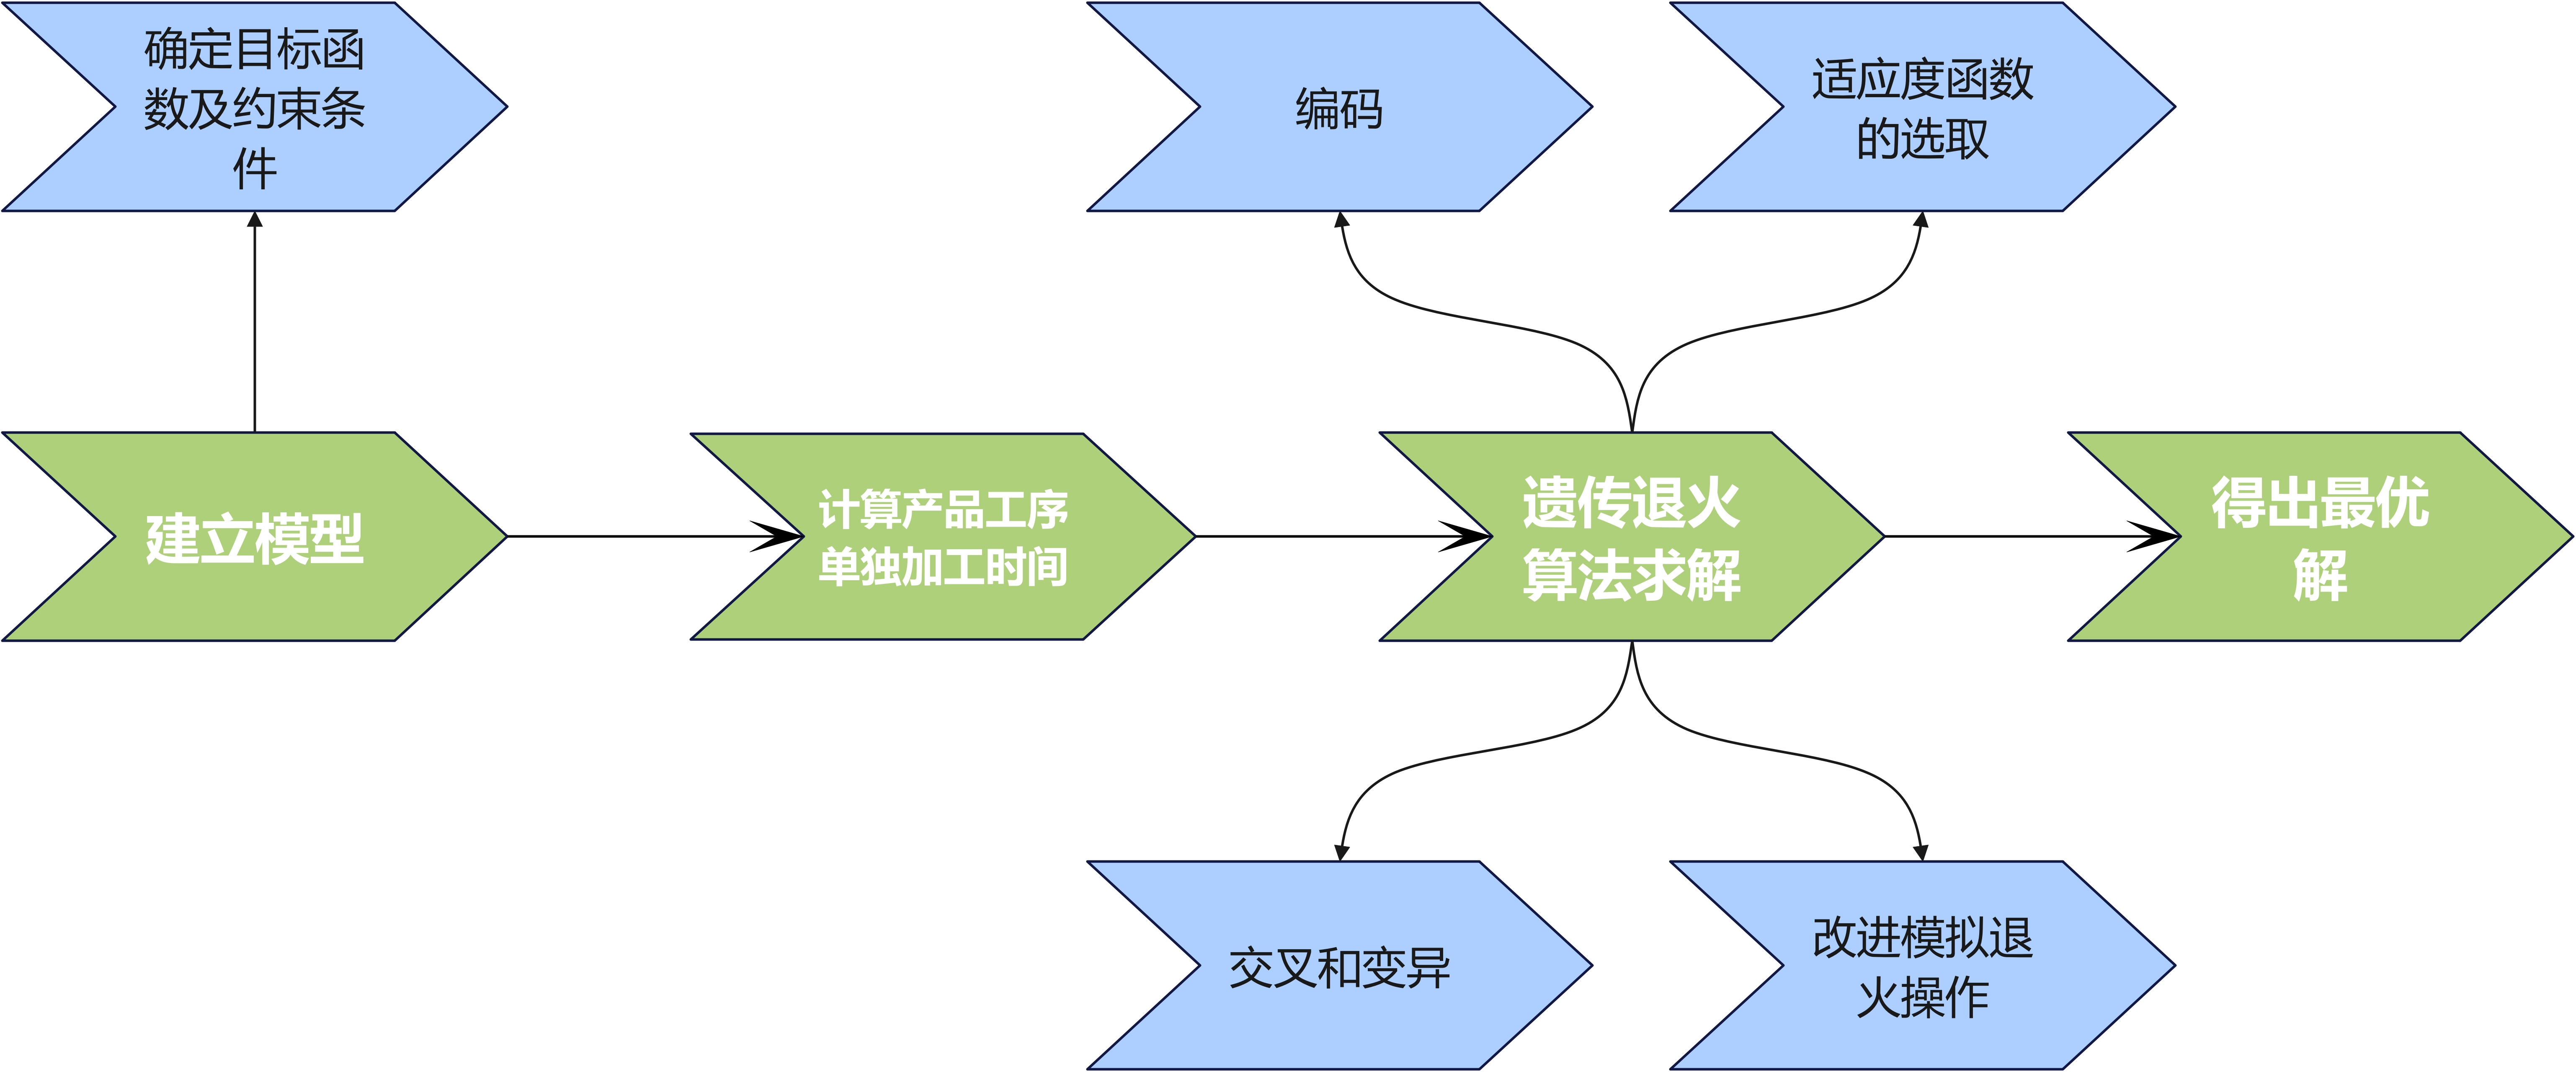 确定目标函
数及约束条
件
编码
适应度函数
的选取
建立模型
计算产品工序
单独加工时间
遗传退火
算法求解
得出最优
解
交叉和变异
改进模拟退
火操作